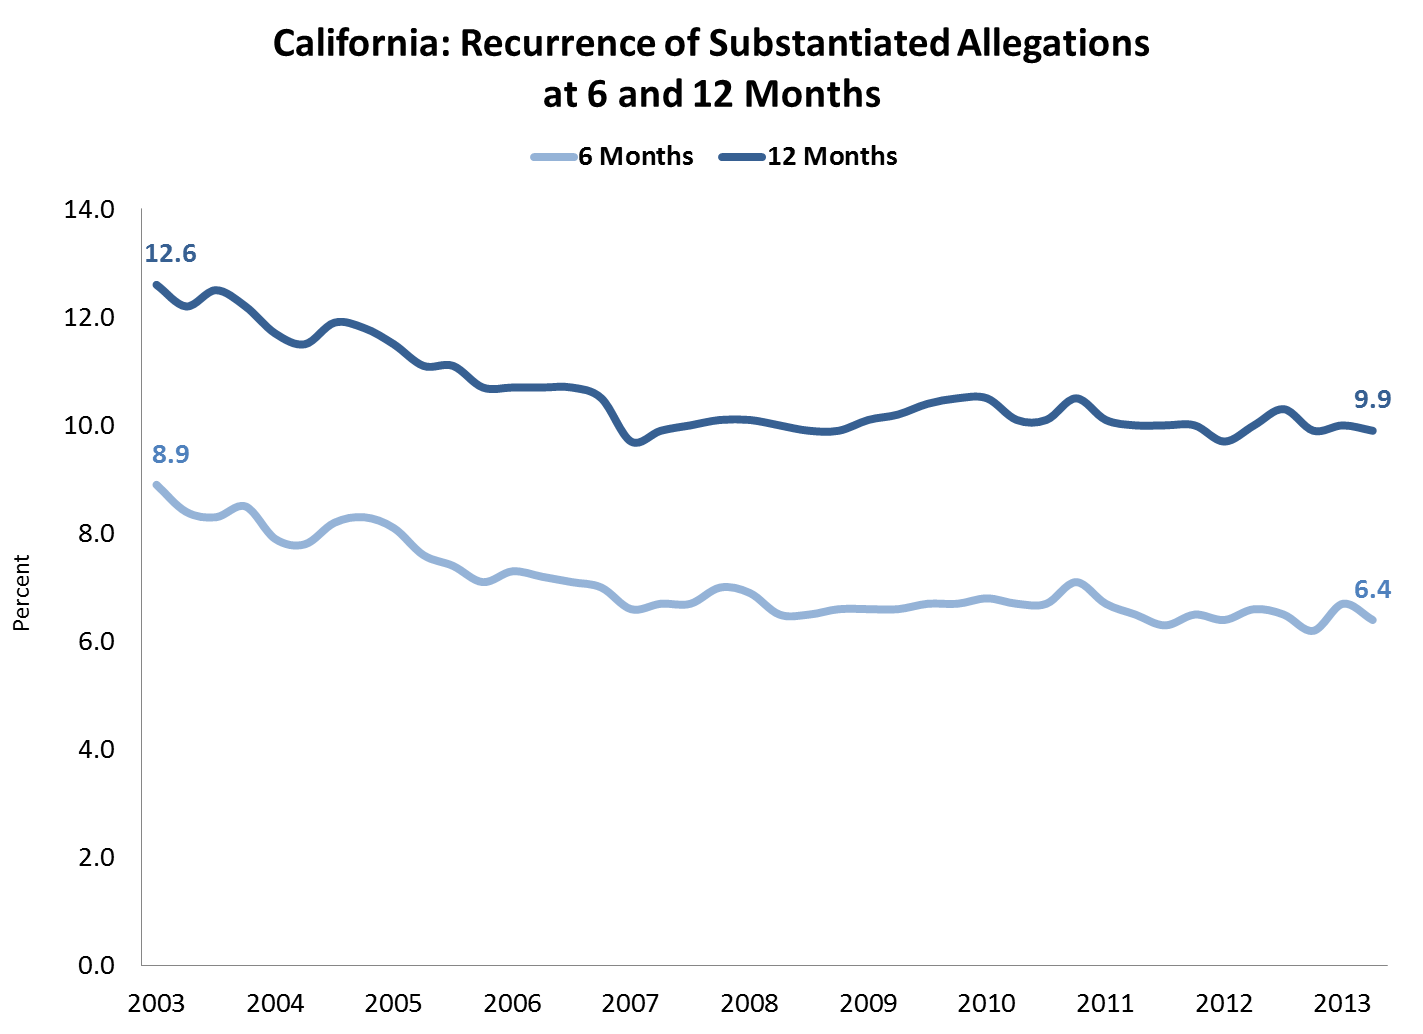 California: Recurrence of Substantiated Allegations
at 6 and 12 Months
6 Months 12 Months
14.0
12.6
12.0
10.0
9.9
8.9
8.0
6.4
6.0
Percent
4.0
2.0
0.0
2003 2004 2005 2006 2007 2008 2009 2010 2011 2012 2013